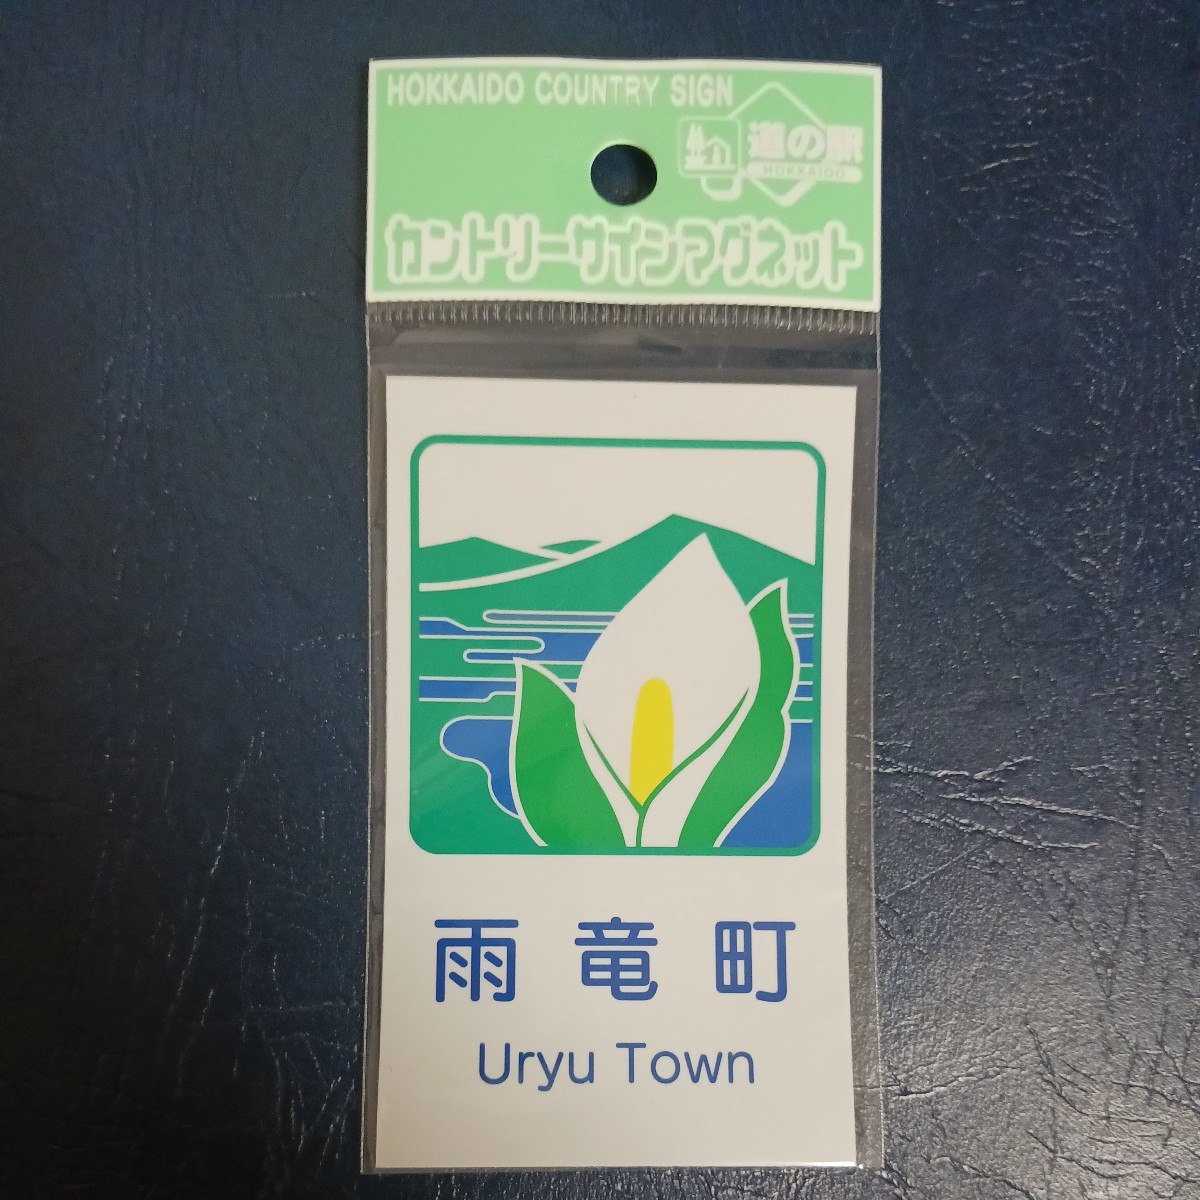 HOKKAIDO COUNTRY SIGN
道の駅
HOKKAIDO
カントリーサインマグネット
雨竜町
Uryu Town